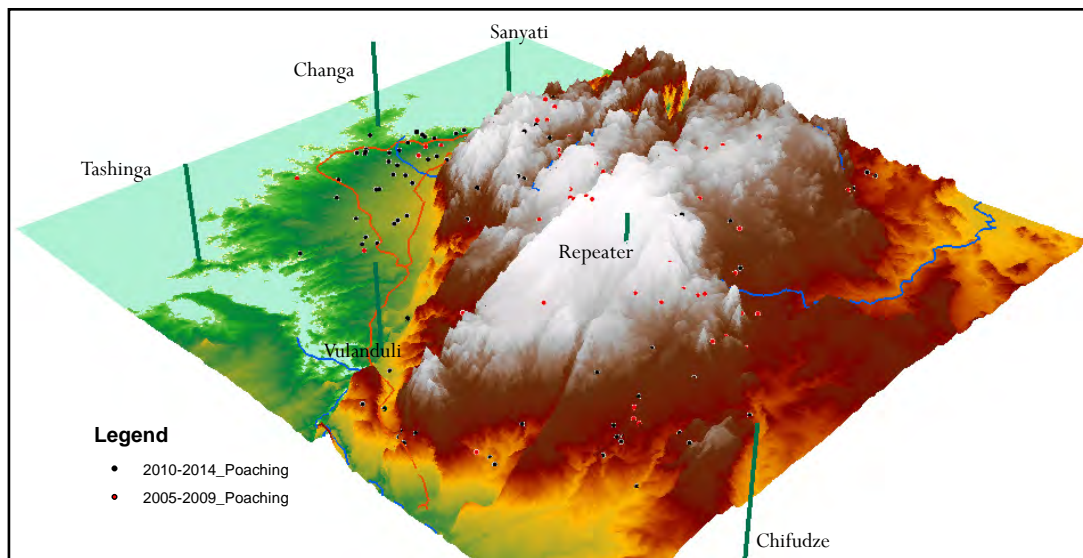 Sanyati
Changa
Tashinga
Repeater
Vulanduli
Legend
2010-2014_Poaching
2005-2009_Poaching
Chifudze